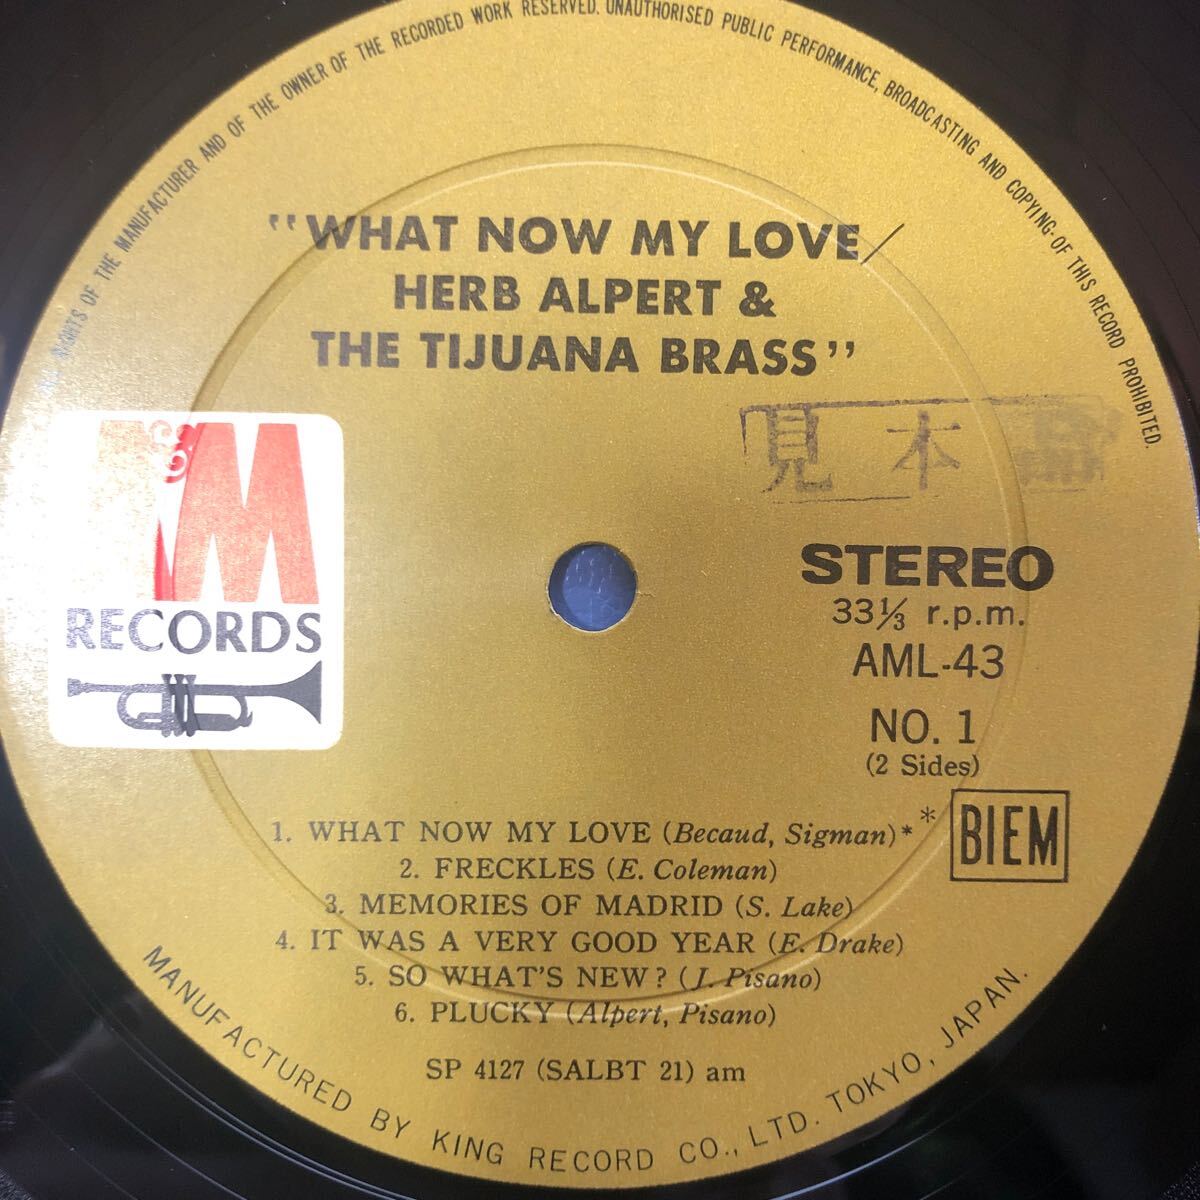 RIGHTS OF THE MANUFACTURER AND OF THE OWNER OF THE RECORDED WORK RESERVED. UNAUTHORISED PUBLIC PERFORMANCE, BROADCASTING AND COPYING· OF THIS RECORD PROHIBITED.
"WHAT NOW MY LOVE/
HERB ALPERT &
THE TIJUANA BRASS"
見本
M
RECORDS
STEREO
33⅓ r.p.m.
AML-43
NO. 1
(2 Sides)
BIEM
1. WHAT NOW MY LOVE (Becaud, Sigman)* *
2. FRECKLES (E. Coleman)
3. MEMORIES OF MADRID (S. Lake)
4. IT WAS A VERY GOOD YEAR (E. Drake)
5. SO WHAT'S NEW? (J. Pisano)
6. PLUCKY (Alpert, Pisano)
SP 4127 (SALBT 21) am
MANUFACTURED BY KING RECORD CO., LTD. TOKYO, JAPAN.